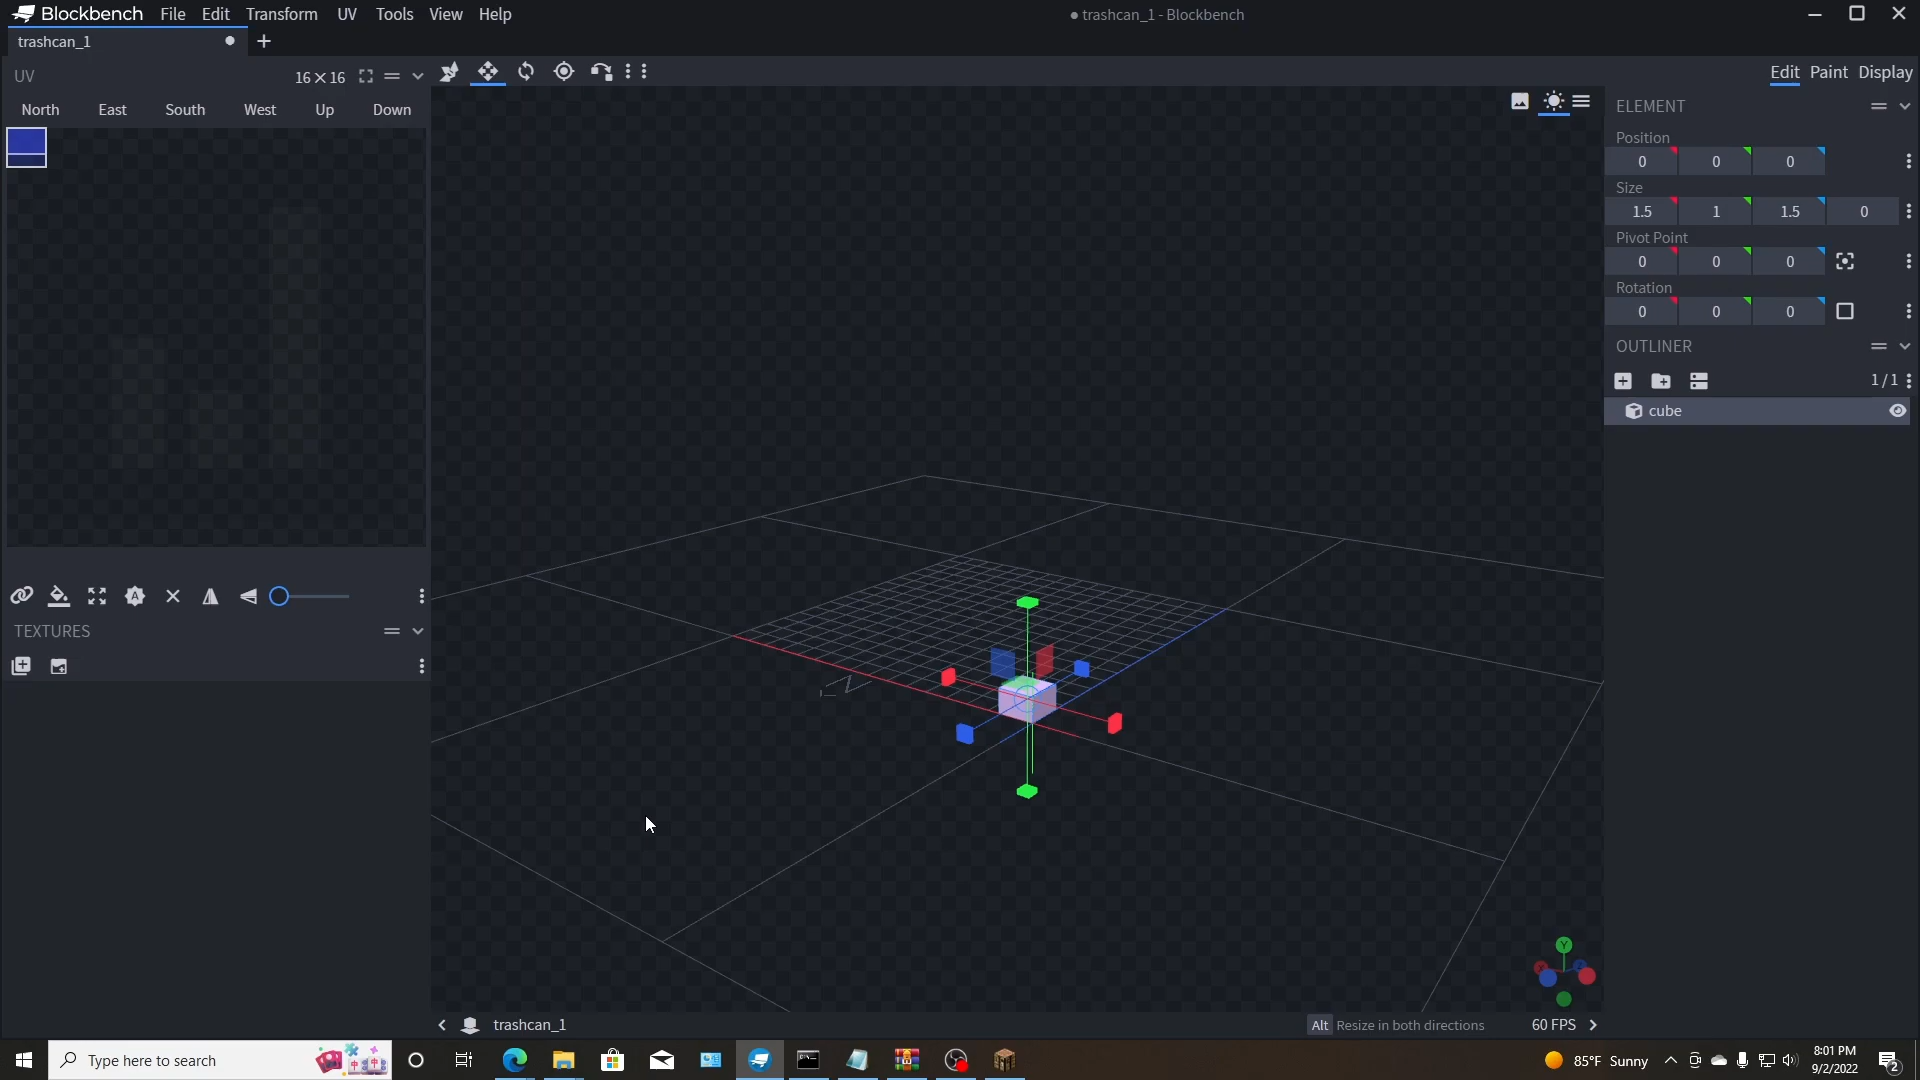 Blockbench File Edit Transform UV Tools View Help
trashcan_1 - Blockbench
trashcan_1
UV 16×16
North East South West Up Down
TEXTURES
Edit Paint Display
ELEMENT
Position
0 0 0
Size
1.5 1 1.5 0
Pivot Point
0 0 0
Rotation
0 0 0
OUTLINER
1/1
cube
Y
trashcan_1
Alt Resize in both directions 60 FPS
Type here to search
85°F Sunny
8:01 PM
9/2/2022
2